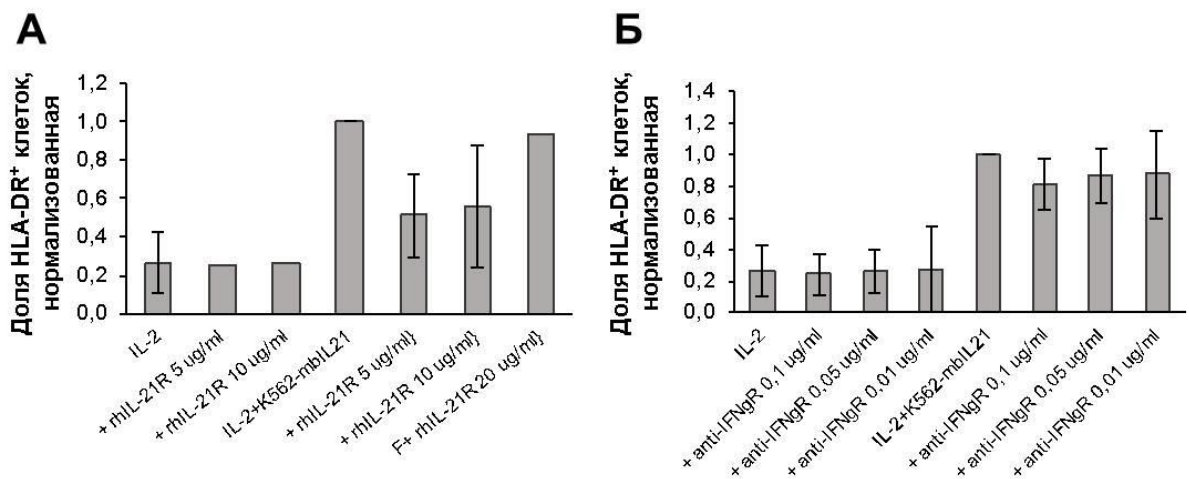 А
Доля HLA-DR⁺ клеток,
нормализованная
1,2
1,0
0,8
0,6
0,4
0,2
0,0
IL-2
+ rhIL-21R 5 ug/ml
+ rhIL-21R 10 ug/ml
IL-2+K562-mbIL21
+ rhIL-21R 5 ug/ml}
+ rhIL-21R 10 ug/ml}
F+ rhIL-21R 20 ug/ml}
Б
Доля HLA-DR⁺ клеток,
нормализованная
1,4
1,2
1,0
0,8
0,6
0,4
0,2
0,0
IL-2
+ anti-IFNgR 0,1 ug/ml
+ anti-IFNgR 0,05 ug/ml
+ anti-IFNgR 0,01 ug/ml
IL-2+K562-mbIL21
+ anti-IFNgR 0,1 ug/ml
+ anti-IFNgR 0,05 ug/ml
+ anti-IFNgR 0,01 ug/ml